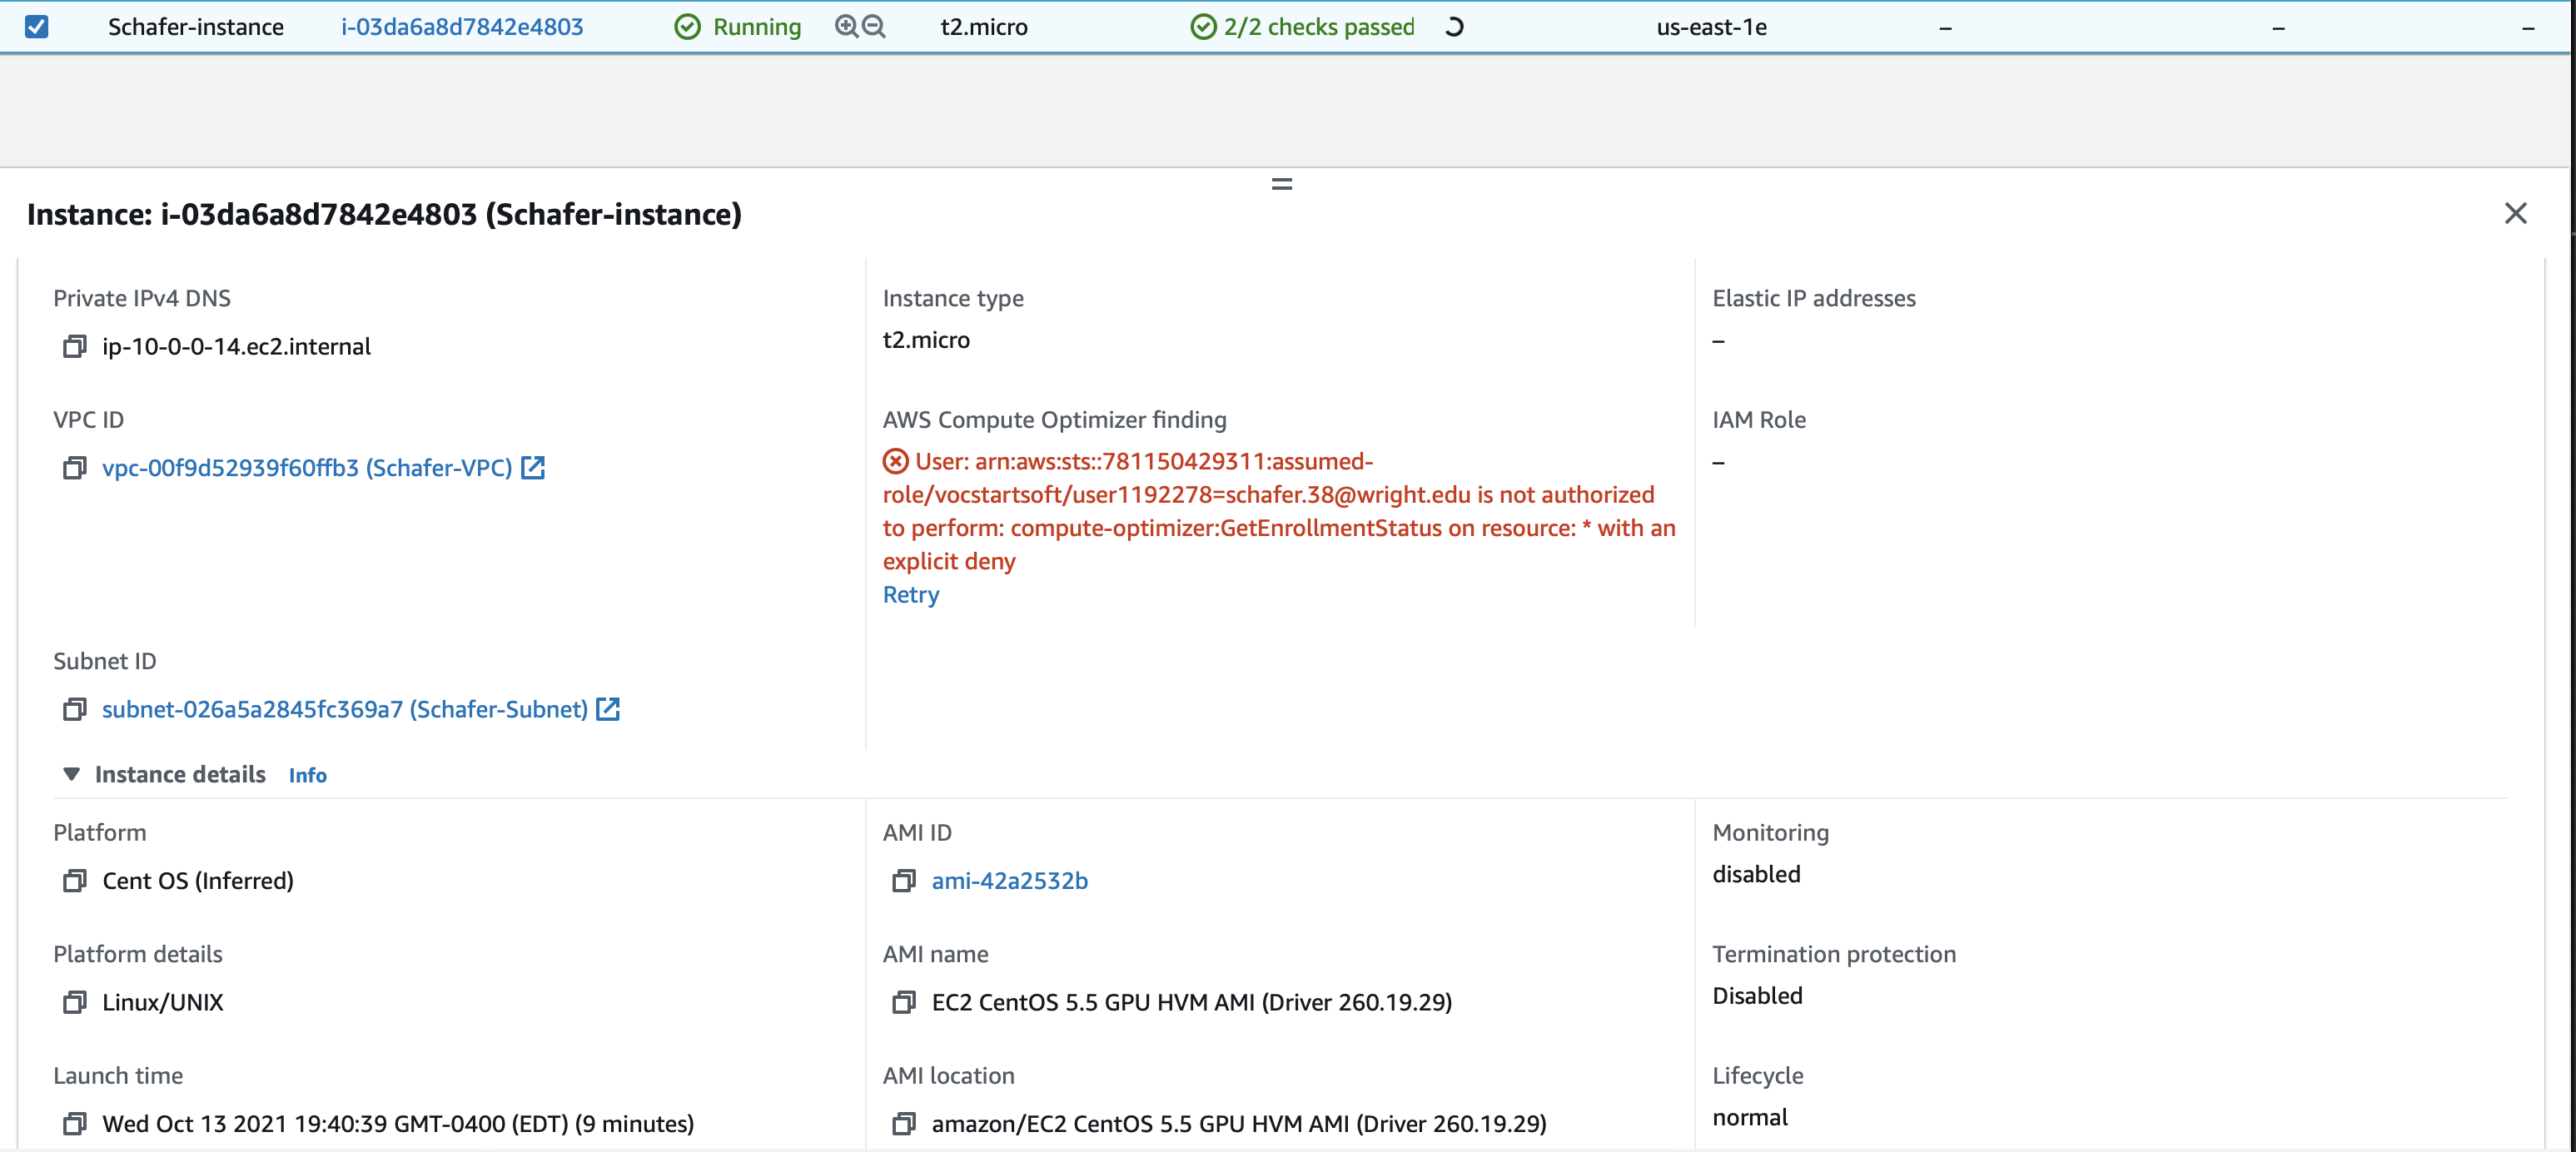 Schafer-instance i-03da6a8d7842e4803 Running t2.micro 2/2 checks passed us-east-1e – – –
Instance: i-03da6a8d7842e4803 (Schafer-instance)
Private IPv4 DNS
ip-10-0-0-14.ec2.internal
Instance type
t2.micro
Elastic IP addresses
–
VPC ID
vpc-00f9d52939f60ffb3 (Schafer-VPC)
AWS Compute Optimizer finding
User: arn:aws:sts::781150429311:assumed-
role/vocstartsoft/user1192278=schafer.38@wright.edu is not authorized
to perform: compute-optimizer:GetEnrollmentStatus on resource: * with an
explicit deny
Retry
IAM Role
–
Subnet ID
subnet-026a5a2845fc369a7 (Schafer-Subnet)
Instance details Info
Platform
Cent OS (Inferred)
AMI ID
ami-42a2532b
Monitoring
disabled
Platform details
Linux/UNIX
AMI name
EC2 CentOS 5.5 GPU HVM AMI (Driver 260.19.29)
Termination protection
Disabled
Launch time
Wed Oct 13 2021 19:40:39 GMT-0400 (EDT) (9 minutes)
AMI location
amazon/EC2 CentOS 5.5 GPU HVM AMI (Driver 260.19.29)
Lifecycle
normal